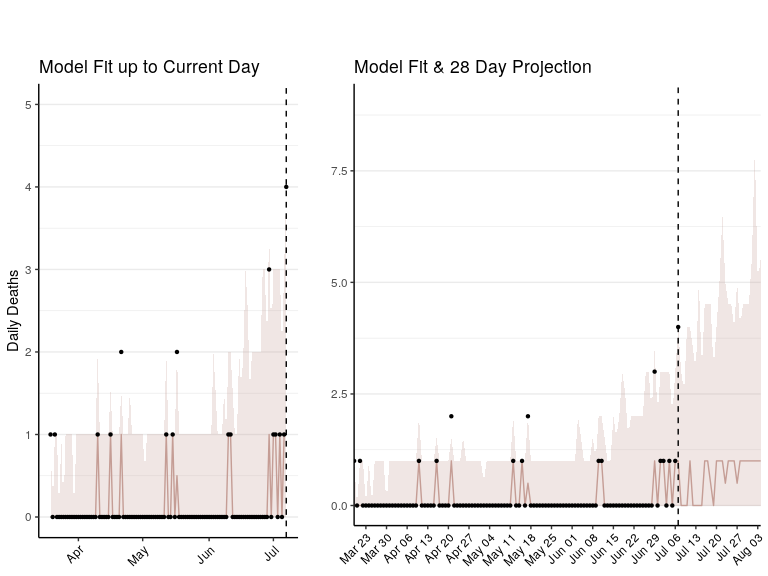 Model Fit up to Current Day
Model Fit & 28 Day Projection
Daily Deaths
5
4
3
2
1
0
Apr
May
Jun
Jul
7.5
5.0
2.5
0.0
Mar 23
Mar 30
Apr 06
Apr 13
Apr 20
Apr 27
May 04
May 11
May 18
May 25
Jun 01
Jun 08
Jun 15
Jun 22
Jun 29
Jul 06
Jul 13
Jul 20
Jul 27
Aug 03